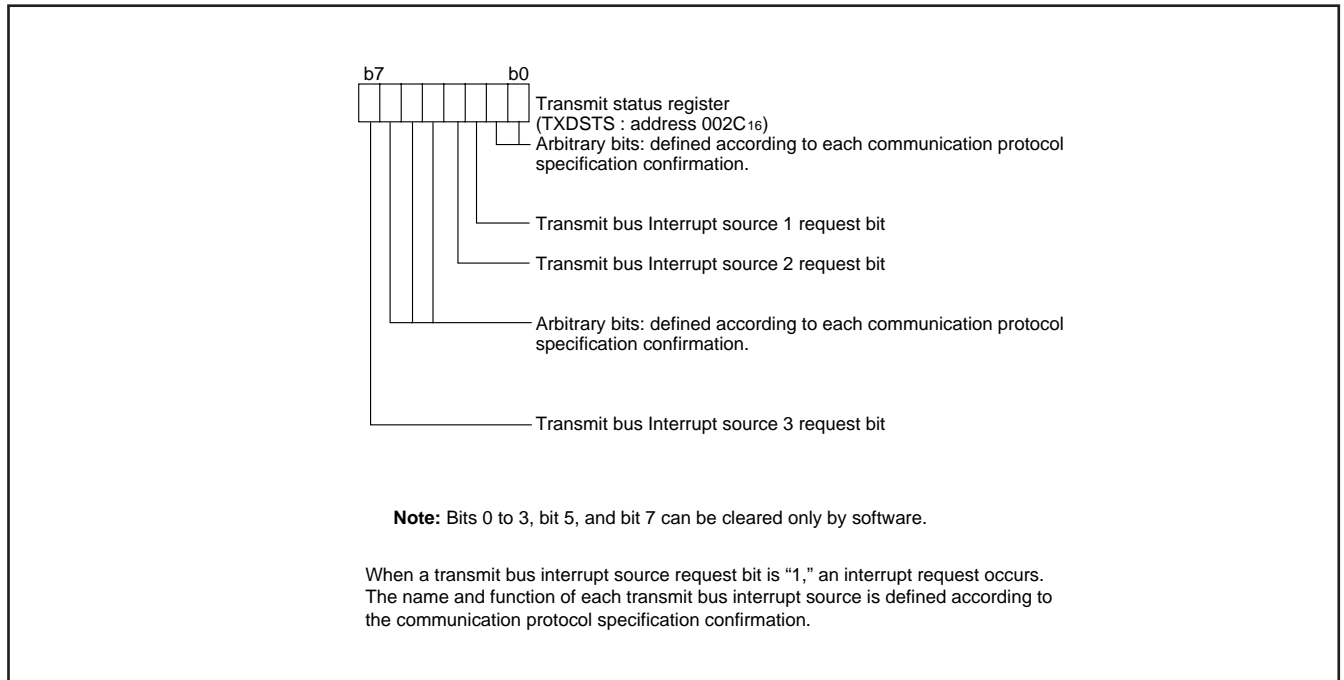 b7 b0
Transmit status register
(TXDSTS : address 002C16)
Arbitrary bits: defined according to each communication protocol
specification confirmation.
Transmit bus Interrupt source 1 request bit
Transmit bus Interrupt source 2 request bit
Arbitrary bits: defined according to each communication protocol
specification confirmation.
Transmit bus Interrupt source 3 request bit
Note: Bits 0 to 3, bit 5, and bit 7 can be cleared only by software.
When a transmit bus interrupt source request bit is “1,” an interrupt request occurs.
The name and function of each transmit bus interrupt source is defined according to
the communication protocol specification confirmation.